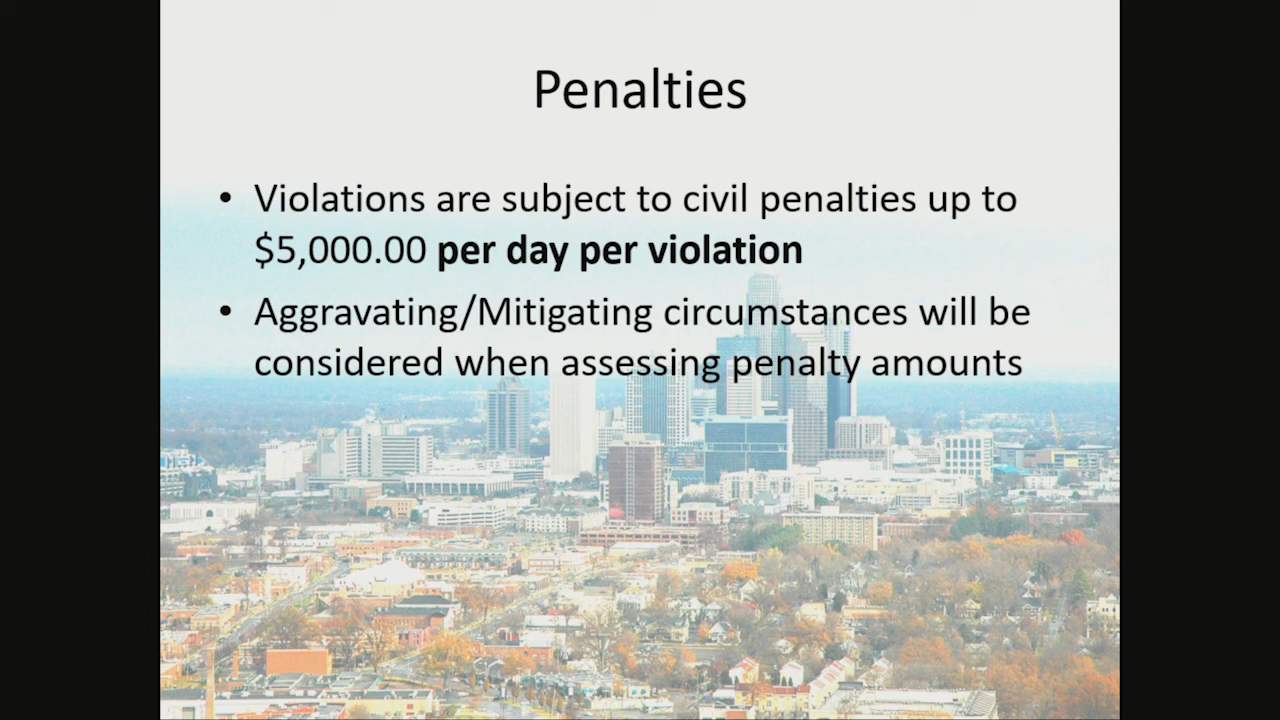 Penalties
• Violations are subject to civil penalties up to
$5,000.00 per day per violation
• Aggravating/Mitigating circumstances will be
considered when assessing penalty amounts